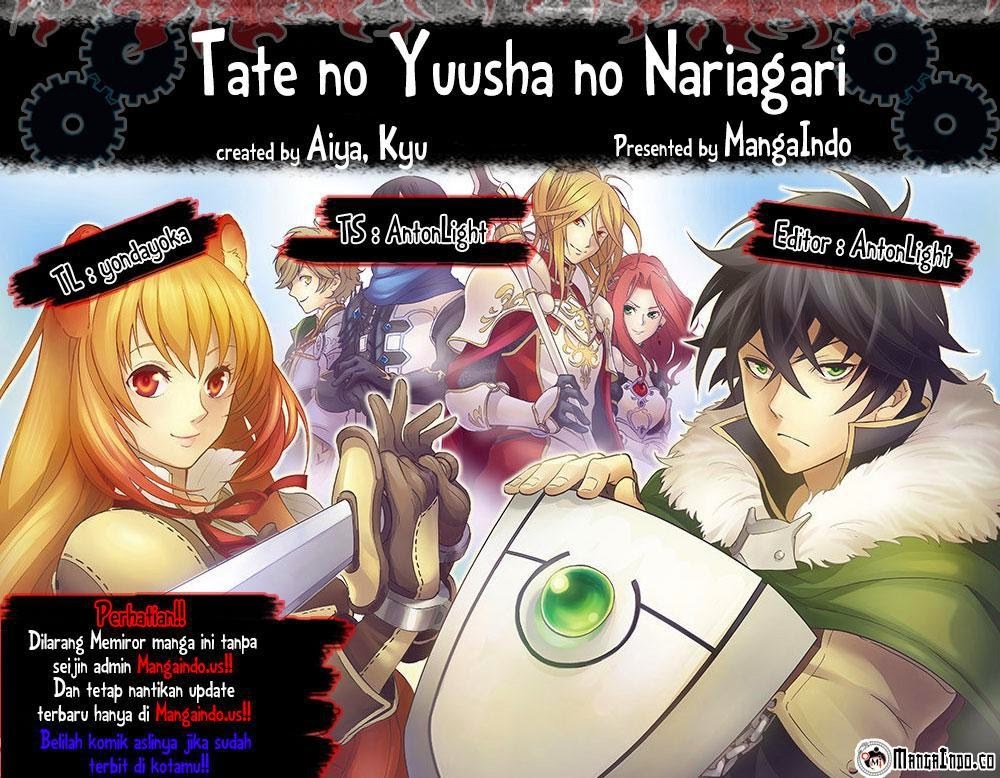 Tate no Yuusha no Nariagari
created by Aiya, Kyu
Presented by MangaIndo
TL : yondayoka
TS : AntonLight
Editor : AntonLight
Perhatian!!
Dilarang Memiror manga ini tanpa
seijin admin Mangaindo.us!!
Dan tetap nantikan update
terbaru hanya di Mangaindo.us!!
Belilah komik aslinya jika sudah
terbit di kotamu!!
MangaIndo.co